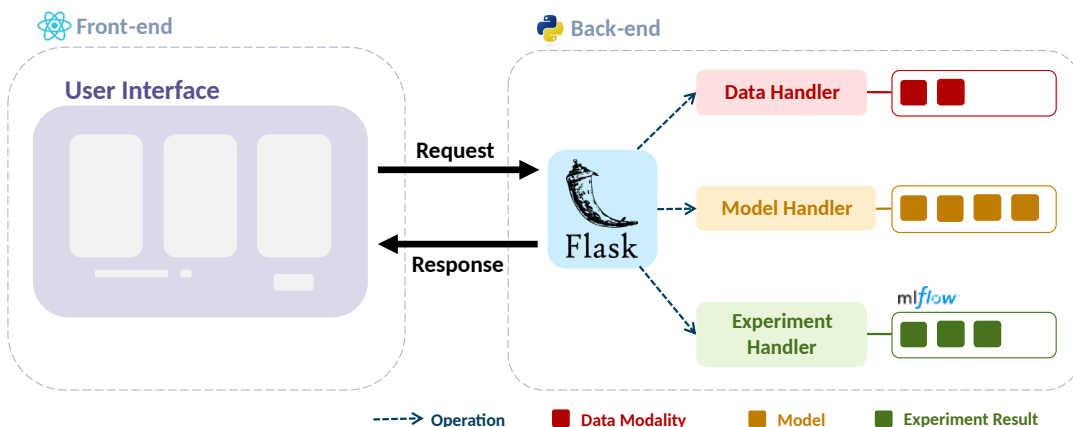 Front-end
Back-end
User Interface
Data Handler
Request
Model Handler
Flask
Response
mlflow
Experiment
Handler
Operation
Data Modality
Model
Experiment Result